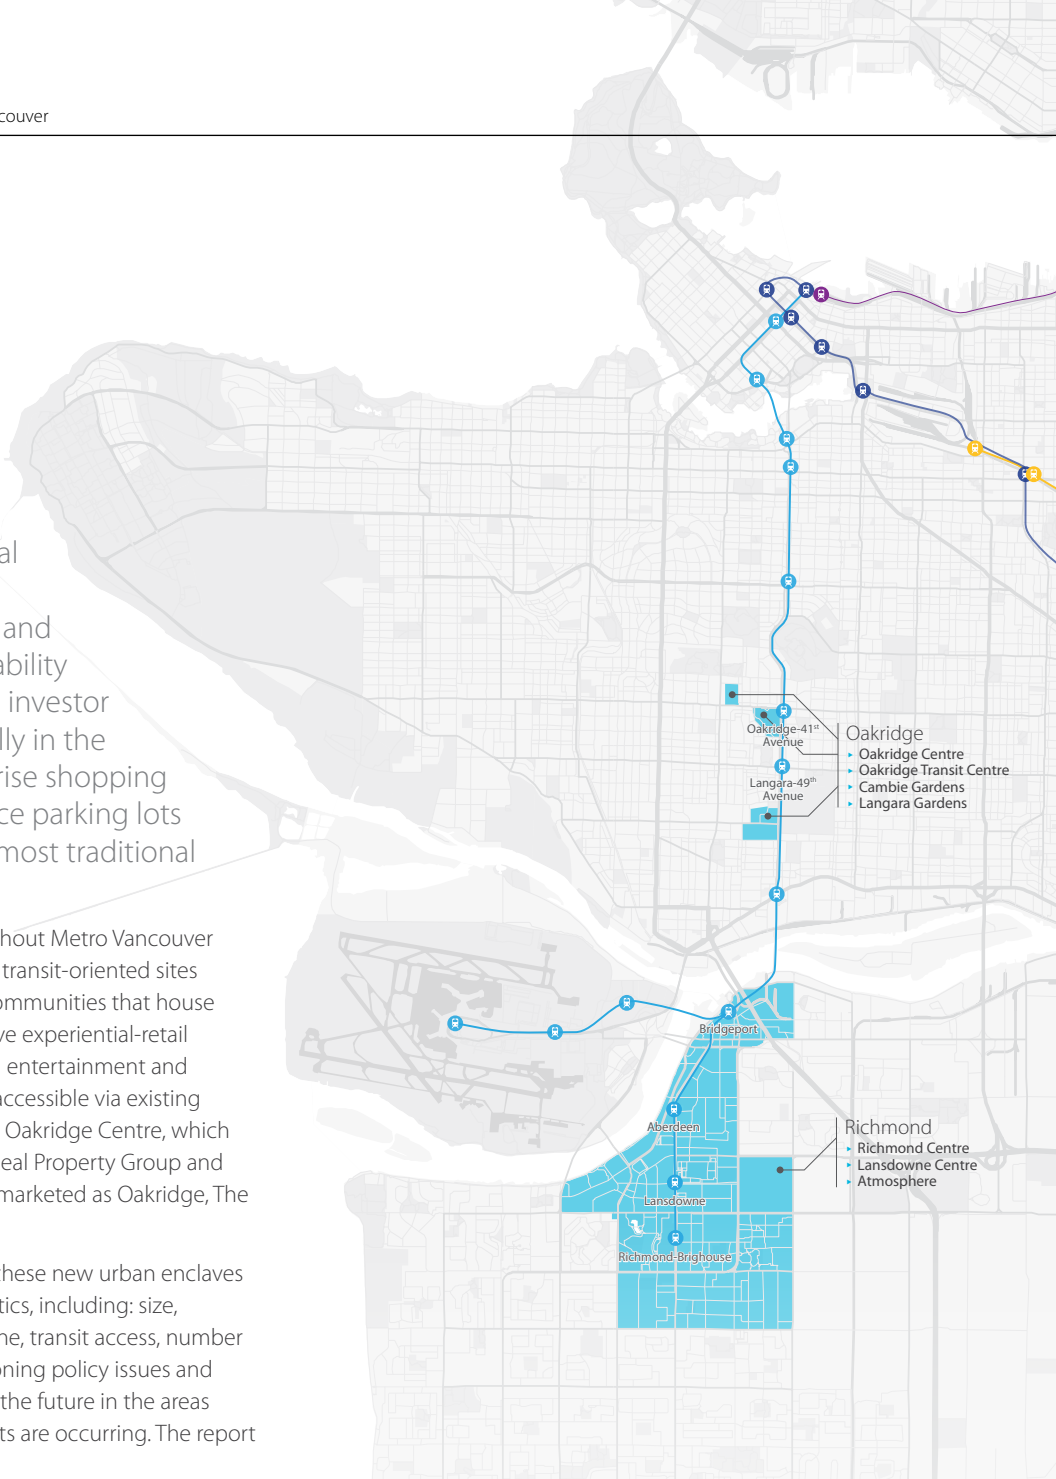 couver
al
and
ability
investor
lly in the
rise shopping
ce parking lots
most traditional
hout Metro Vancouver
transit-oriented sites
ommunities that house
ve experiential-retail
entertainment and
accessible via existing
Oakridge Centre, which
eal Property Group and
marketed as Oakridge, The
these new urban enclaves
tics, including: size,
ne, transit access, number
oning policy issues and
the future in the areas
ts are occurring. The report
Oakridge-41st
Avenue
Langara-49th
Avenue
Oakridge
▸ Oakridge Centre
▸ Oakridge Transit Centre
▸ Cambie Gardens
▸ Langara Gardens
Bridgeport
Aberdeen
Lansdowne
Richmond-Brighouse
Richmond
▸ Richmond Centre
▸ Lansdowne Centre
▸ Atmosphere